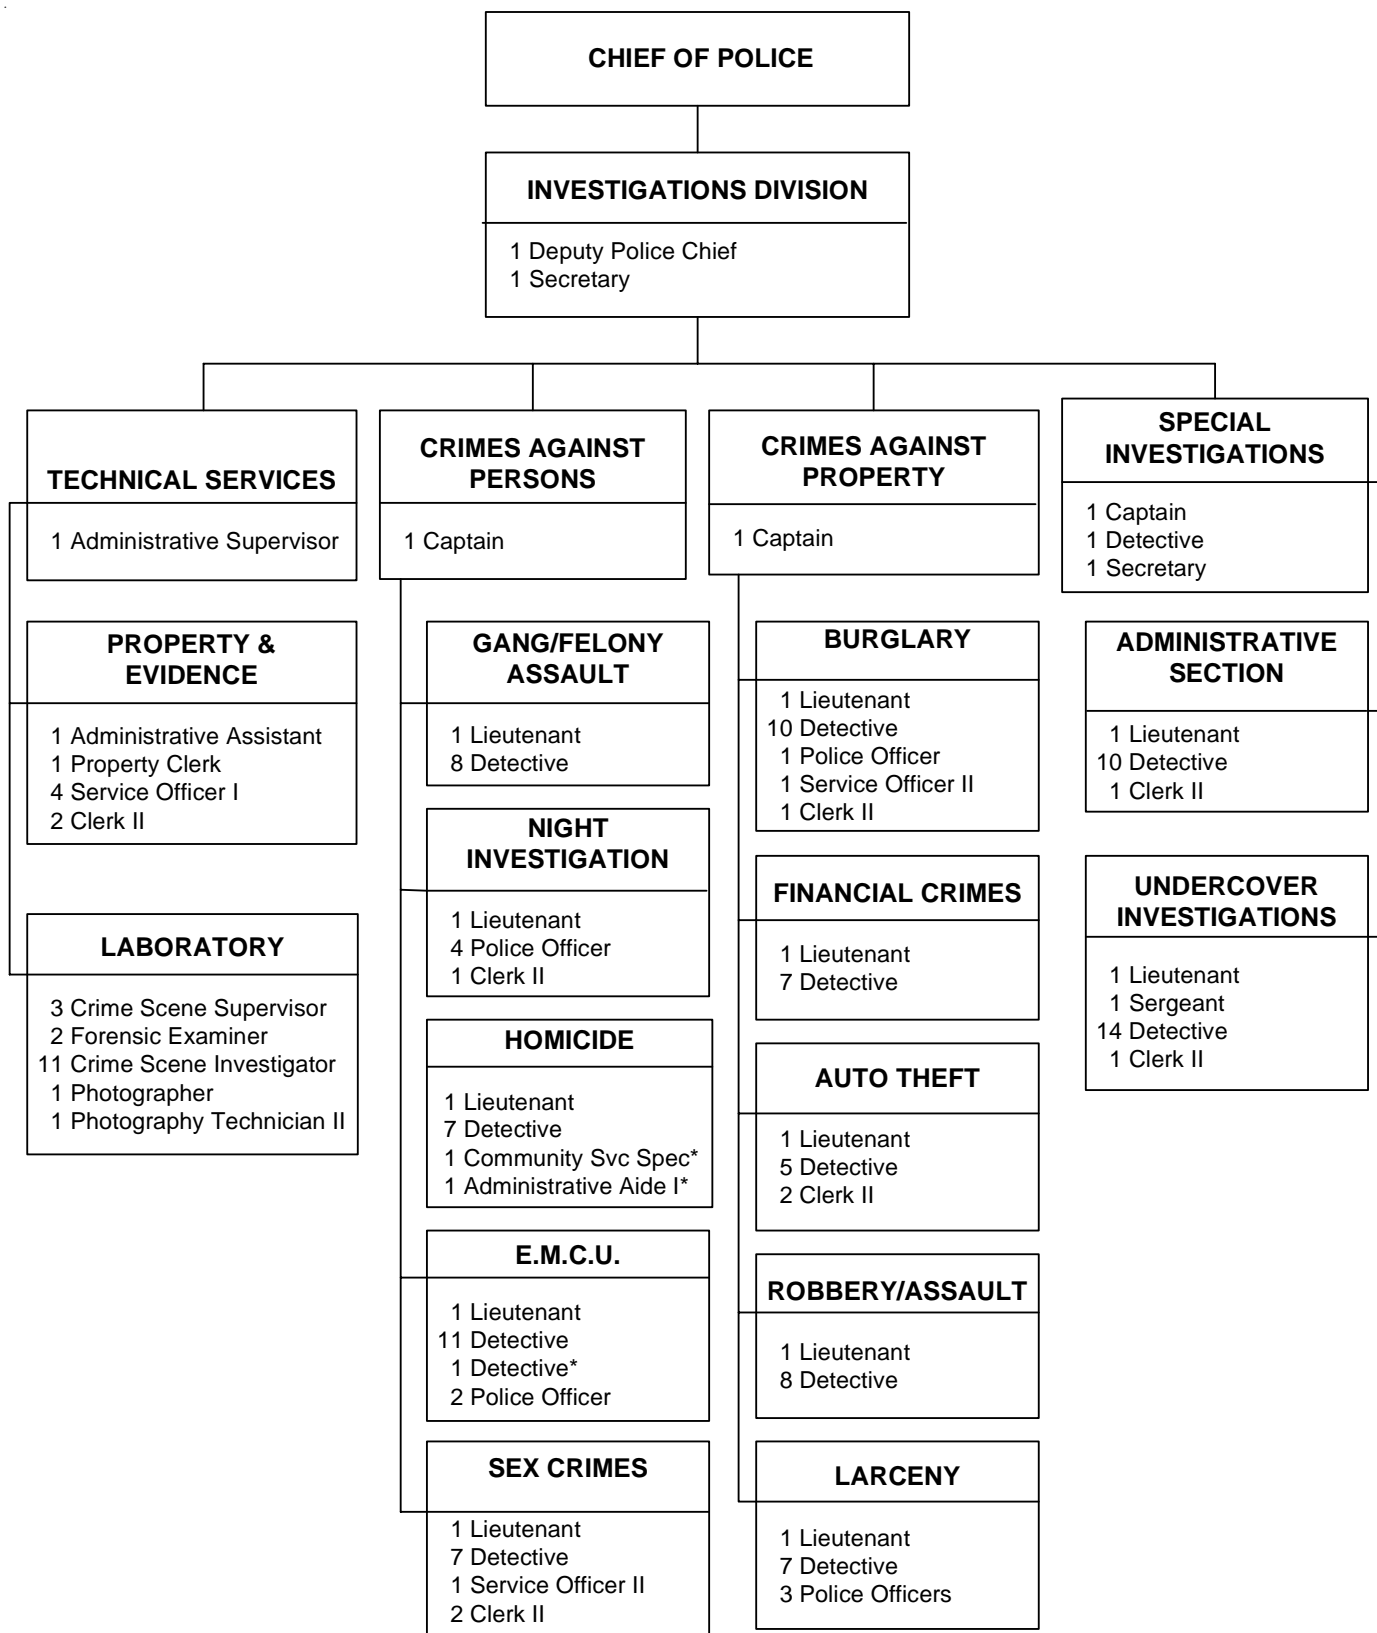 CHIEF OF POLICE
INVESTIGATIONS DIVISION
1 Deputy Police Chief
1 Secretary
TECHNICAL SERVICES
1 Administrative Supervisor
PROPERTY &
EVIDENCE
1 Administrative Assistant
1 Property Clerk
4 Service Officer I
2 Clerk II
LABORATORY
3 Crime Scene Supervisor
2 Forensic Examiner
11 Crime Scene Investigator
1 Photographer
1 Photography Technician II
CRIMES AGAINST
PERSONS
1 Captain
GANG/FELONY
ASSAULT
1 Lieutenant
8 Detective
NIGHT
INVESTIGATION
1 Lieutenant
4 Police Officer
1 Clerk II
HOMICIDE
1 Lieutenant
7 Detective
1 Community Svc Spec*
1 Administrative Aide I*
E.M.C.U.
1 Lieutenant
11 Detective
1 Detective*
2 Police Officer
SEX CRIMES
1 Lieutenant
7 Detective
1 Service Officer II
2 Clerk II
CRIMES AGAINST
PROPERTY
1 Captain
BURGLARY
1 Lieutenant
10 Detective
1 Police Officer
1 Service Officer II
1 Clerk II
FINANCIAL CRIMES
1 Lieutenant
7 Detective
AUTO THEFT
1 Lieutenant
5 Detective
2 Clerk II
ROBBERY/ASSAULT
1 Lieutenant
8 Detective
LARCENY
1 Lieutenant
7 Detective
3 Police Officers
SPECIAL
INVESTIGATIONS
1 Captain
1 Detective
1 Secretary
ADMINISTRATIVE
SECTION
1 Lieutenant
10 Detective
1 Clerk II
UNDERCOVER
INVESTIGATIONS
1 Lieutenant
1 Sergeant
14 Detective
1 Clerk II